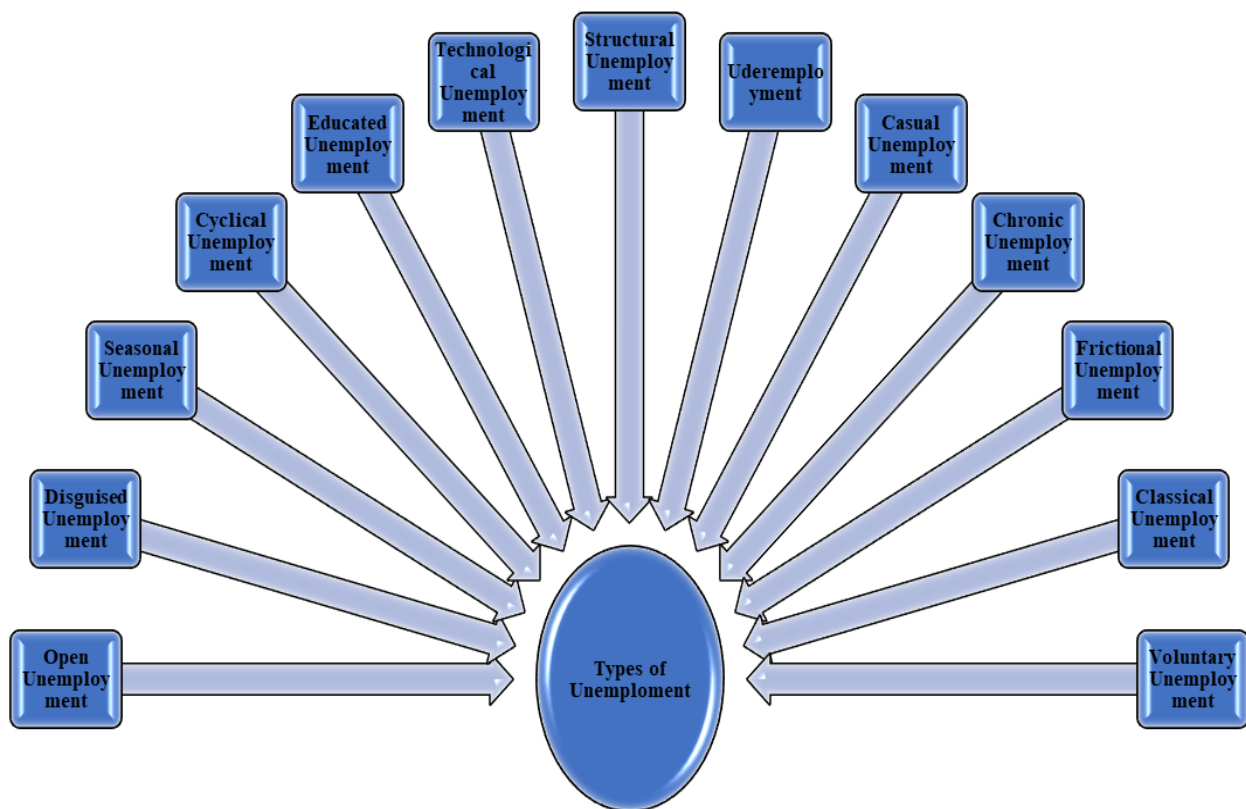 Open
Unemploy
ment
Disguised
Unemploy
ment
Seasonal
Unemploy
ment
Cyclical
Unemploy
ment
Educated
Unemploy
ment
Technologi
cal
Unemploy
ment
Structural
Unemploy
ment
Uderemplo
yment
Casual
Unemploy
ment
Chronic
Unemploy
ment
Frictional
Unemploy
ment
Classical
Unemploy
ment
Voluntary
Unemploy
ment
Types of
Unemploment